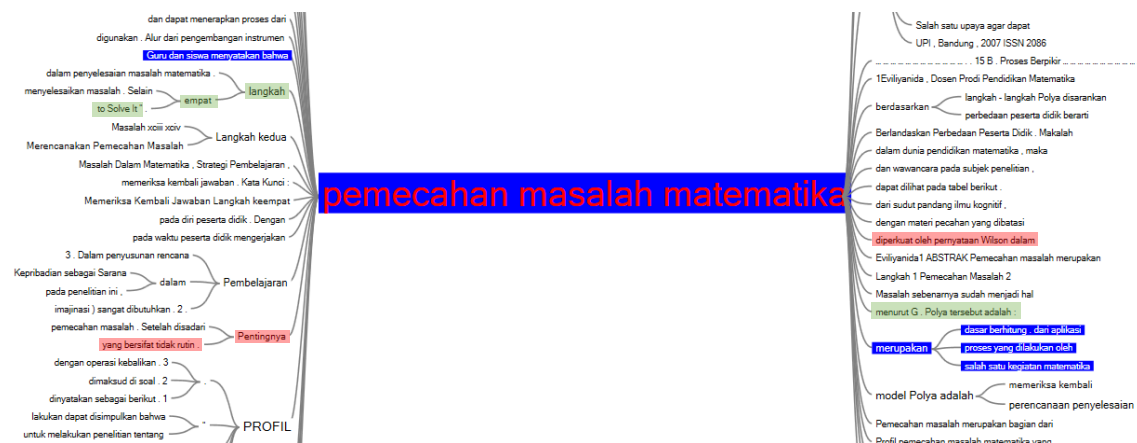 dan dapat menerapkan proses dari
digunakan . Alur dari pengembangan instrumen
Guru dan siswa menyatakan bahwa
dalam penyelesaian masalah matematika .
menyelesaikan masalah . Selain
to Solve It " .
empat
langkah
Masalah xciii xciv
Merencanakan Pemecahan Masalah
Langkah kedua
Masalah Dalam Matematika , Strategi Pembelajaran ,
memeriksa kembali jawaban . Kata Kunci :
Memeriksa Kembali Jawaban Langkah keempat
pada diri peserta didik . Dengan
pada waktu peserta didik mengerjakan
3 . Dalam penyusunan rencana
Kepribadian sebagai Sarana
pada penelitian ini ,
dalam
imajinasi ) sangat dibutuhkan . 2 .
Pembelajaran
pemecahan masalah . Setelah disadari
yang bersifat tidak rutin .
Pentingnya
dengan operasi kebalikan . 3
dimaksud di soal . 2
dinyatakan sebagai berikut . 1
.
lakukan dapat disimpulkan bahwa
untuk melakukan penelitian tentang
"
PROFIL
pemecahan masalah matematika
Salah satu upaya agar dapat
UPI , Bandung , 2007 ISSN 2086
15 B . Proses Berpikir
1Eviliyanida , Dosen Prodi Pendidikan Matematika
berdasarkan
langkah - langkah Polya disarankan
perbedaan peserta didik berarti
Berlandaskan Perbedaan Peserta Didik . Makalah
dalam dunia pendidikan matematika , maka
dan wawancara pada subjek penelitian ,
dapat dilihat pada tabel berikut .
dari sudut pandang ilmu kognitif ,
dengan materi pecahan yang dibatasi
diperkuat oleh pernyataan Wilson dalam
Eviliyanida1 ABSTRAK Pemecahan masalah merupakan
Langkah 1 Pemecahan Masalah 2
Masalah sebenarnya sudah menjadi hal
menurut G . Polya tersebut adalah :
merupakan
dasar berhitung . dari aplikasi
proses yang dilakukan oleh
salah satu kegiatan matematika
model Polya adalah
memeriksa kembali
perencanaan penyelesaian
Pemecahan masalah merupakan bagian dari
Profil pemecahan masalah matematika yang